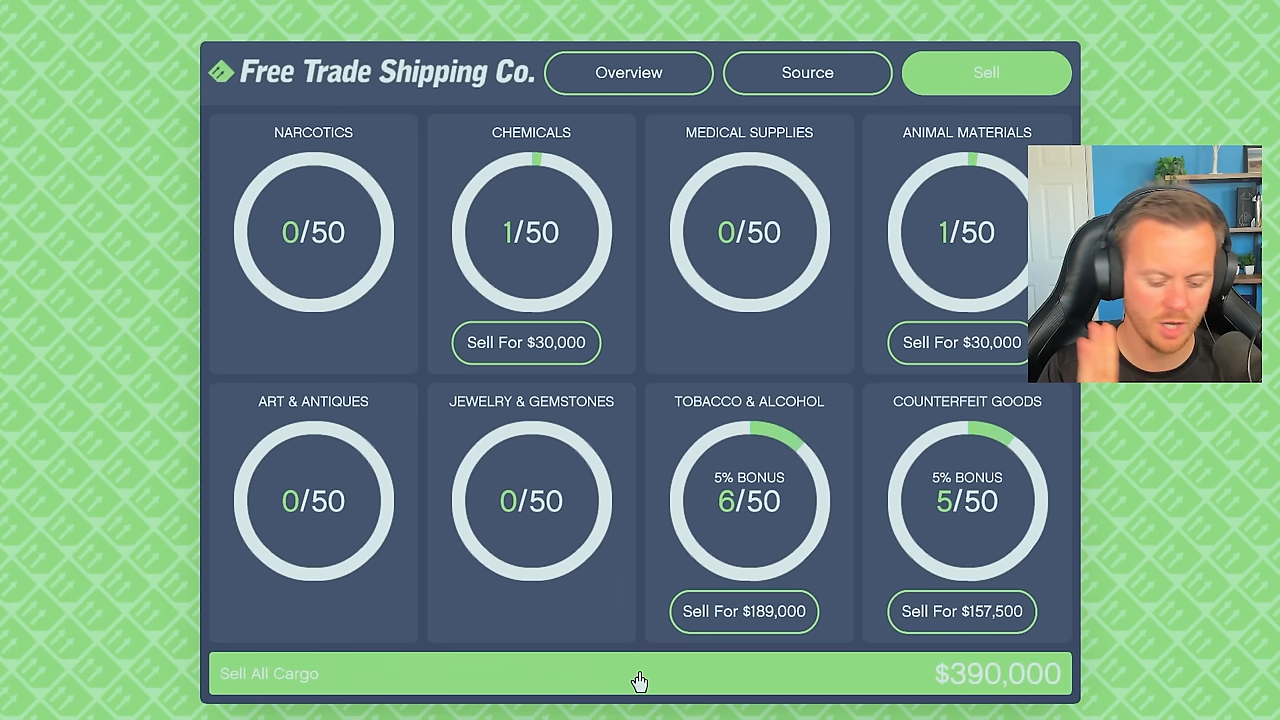 Free Trade Shipping Co.
Overview
Source
Sell
NARCOTICS
CHEMICALS
MEDICAL SUPPLIES
ANIMAL MATERIALS
0/50
1/50
0/50
1/50
Sell For $30,000
Sell For $30,000
ART & ANTIQUES
JEWELRY & GEMSTONES
TOBACCO & ALCOHOL
COUNTERFEIT GOODS
0/50
0/50
5% BONUS
6/50
5% BONUS
5/50
Sell For $189,000
Sell For $157,500
Sell All Cargo
$390,000